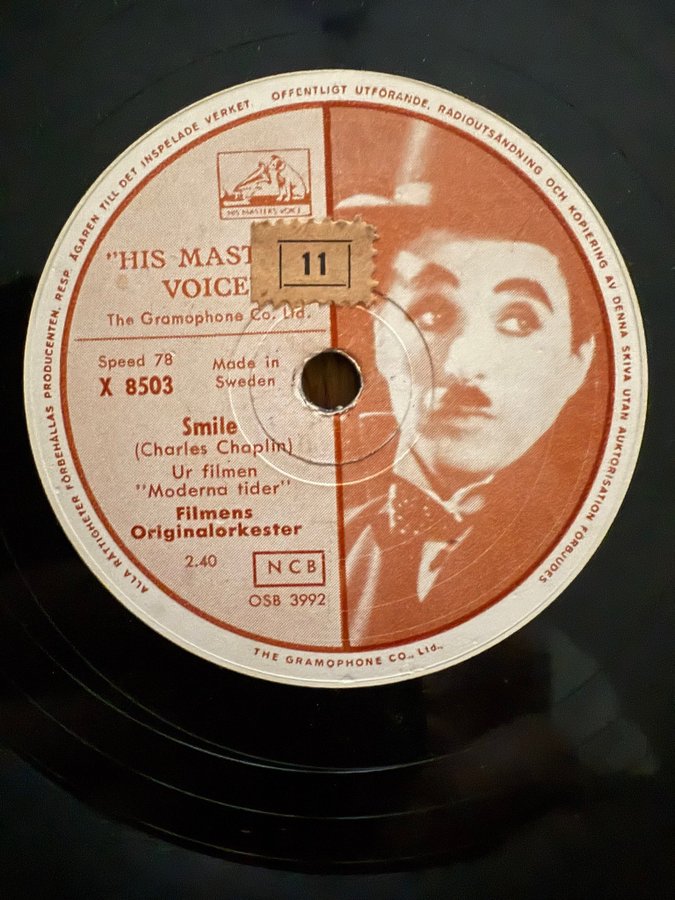 ALLA RÄTTIGHETER FÖRBEHÅLLAS PRODUCENTEN, RESP. ÄGAREN TILL DET INSPELADE VERKET. OFFENTLIGT UTFÖRANDE, RADIOUTSÄNDNING OCH KOPIERING AV DENNA SKIVA UTAN AUKTORISATION FÖRBJUDES
HIS MASTER'S VOICE
"HIS MAST
VOICE
11
The Gramophone Co. Ltd.
Speed 78
X 8503
Made in
Sweden
Smile
(Charles Chaplin)
Ur filmen
"Moderna tider"
Filmens
Originalorkester
2.40
NCB
OSB 3992
THE GRAMOPHONE CO., Ltd.,